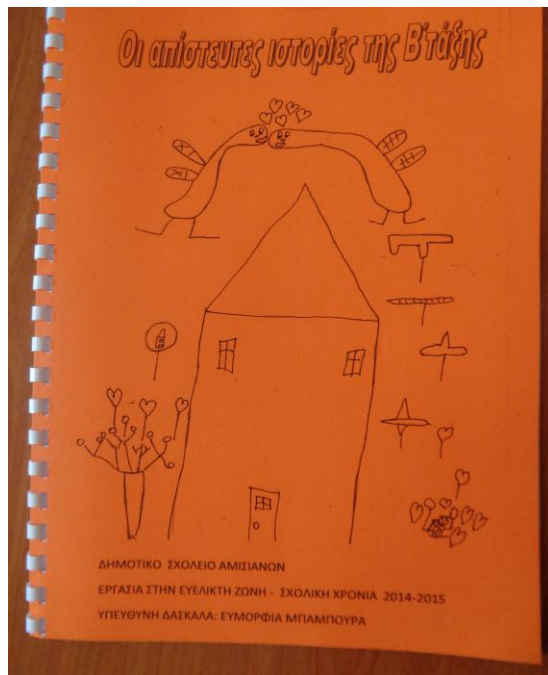 Οι απίστευτες ιστορίες της Β'τάξης
ΔΗΜΟΤΙΚΟ ΣΧΟΛΕΙΟ ΑΜΙΣΙΑΝΩΝ
ΕΡΓΑΣΙΑ ΣΤΗΝ ΕΥΕΛΙΚΤΗ ΖΩΝΗ - ΣΧΟΛΙΚΗ ΧΡΟΝΙΑ 2014-2015
ΥΠΕΥΘΥΝΗ ΔΑΣΚΑΛΑ: ΕΥΜΟΡΦΙΑ ΜΠΑΜΠΟΥΡΑ